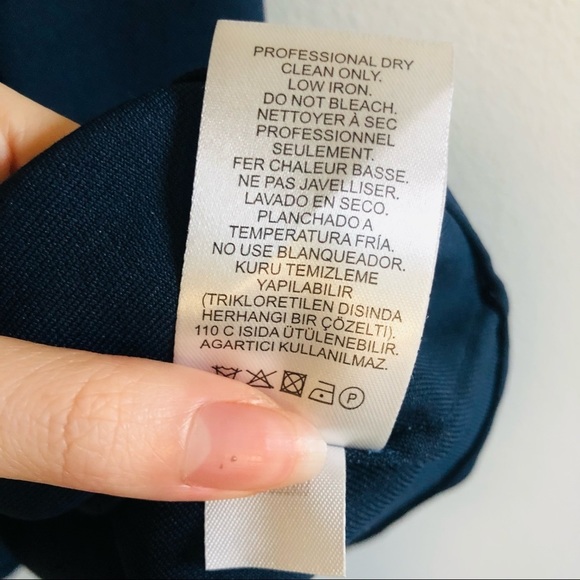 PROFESSIONAL DRY
CLEAN ONLY.
LOW IRON.
DO NOT BLEACH.
NETTOYER À SEC
PROFESSIONNEL
SEULEMENT.
FER CHALEUR BASSE.
NE PAS JAVELLISER.
LAVADO EN SECO.
PLANCHADO A
TEMPERATURA FRÍA.
NO USE BLANQUEADOR.
KURU TEMIZLEME
YAPILABILIR
(TRIKLORETILEN DISINDA
HERHANGI BIR ÇÖZELTI).
110 C ISIDA ÜTÜLENEBILIR.
AGARTICI KULLANILMAZ.
P